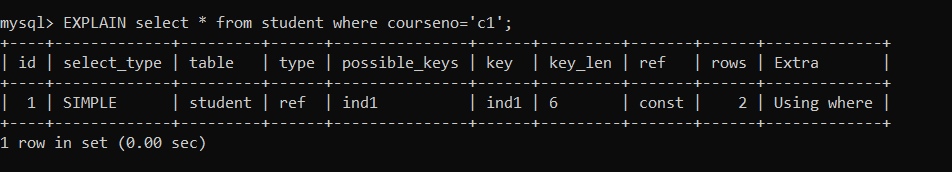 mysql> EXPLAIN select * from student where courseno='c1';
+----+-------------+---------+------+---------------+------+---------+-------+------+-------------+
| id | select_type | table   | type | possible_keys | key  | key_len | ref   | rows | Extra       |
+----+-------------+---------+------+---------------+------+---------+-------+------+-------------+
|  1 | SIMPLE      | student | ref  | ind1          | ind1 | 6       | const |    2 | Using where |
+----+-------------+---------+------+---------------+------+---------+-------+------+-------------+
1 row in set (0.00 sec)